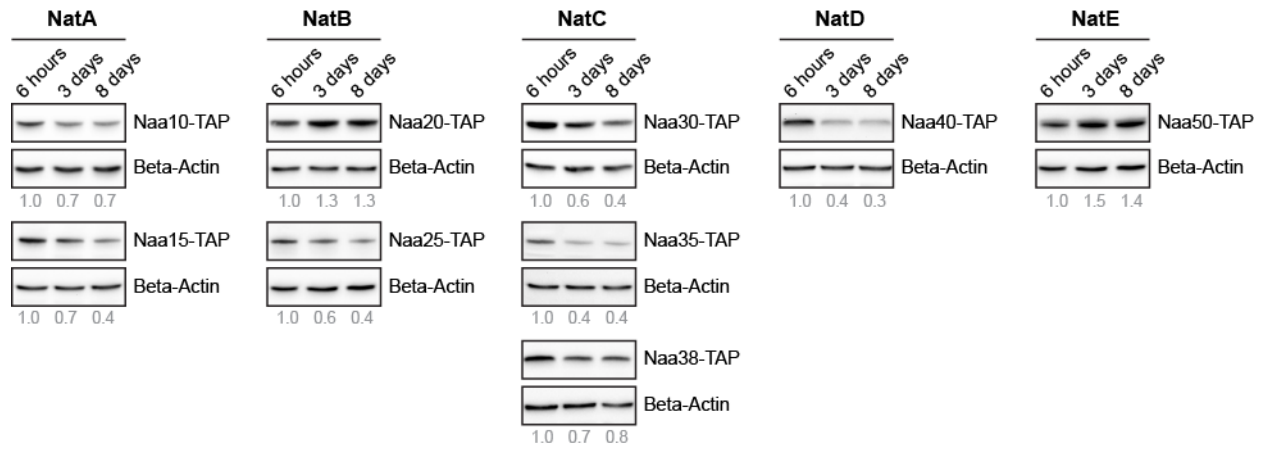 NatA
6 hours 3 days 8 days
Naa10-TAP
Beta-Actin
1.0 0.7 0.7
Naa15-TAP
Beta-Actin
1.0 0.7 0.4
NatB
6 hours 3 days 8 days
Naa20-TAP
Beta-Actin
1.0 1.3 1.3
Naa25-TAP
Beta-Actin
1.0 0.6 0.4
NatC
6 hours 3 days 8 days
Naa30-TAP
Beta-Actin
1.0 0.6 0.4
Naa35-TAP
Beta-Actin
1.0 0.4 0.4
Naa38-TAP
Beta-Actin
1.0 0.7 0.8
NatD
6 hours 3 days 8 days
Naa40-TAP
Beta-Actin
1.0 0.4 0.3
NatE
6 hours 3 days 8 days
Naa50-TAP
Beta-Actin
1.0 1.5 1.4